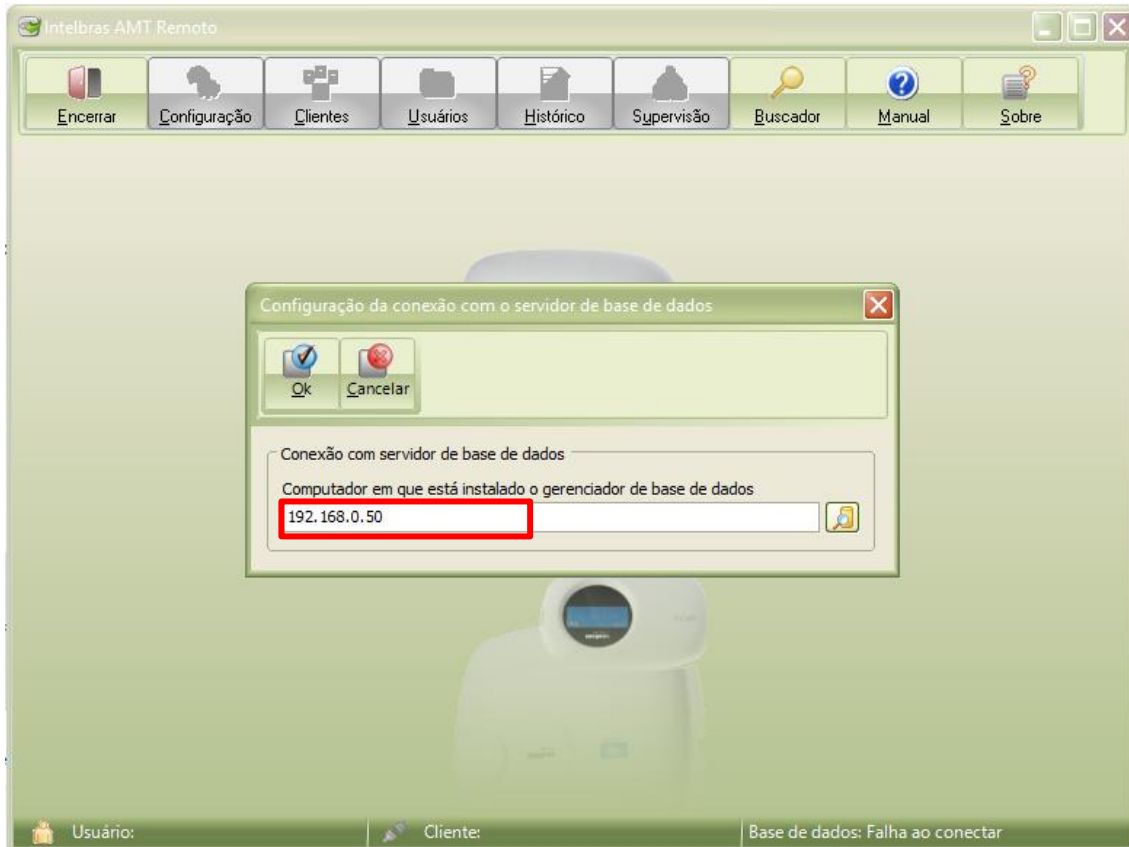 Intelbras AMT Remoto
Encerrar Configuração Clientes Usuários Histórico Supervisão Buscador Manual Sobre
Configuração da conexão com o servidor de base de dados
Ok Cancelar
Conexão com servidor de base de dados
Computador em que está instalado o gerenciador de base de dados
192.168.0.50
Usuário: Cliente: Base de dados: Falha ao conectar